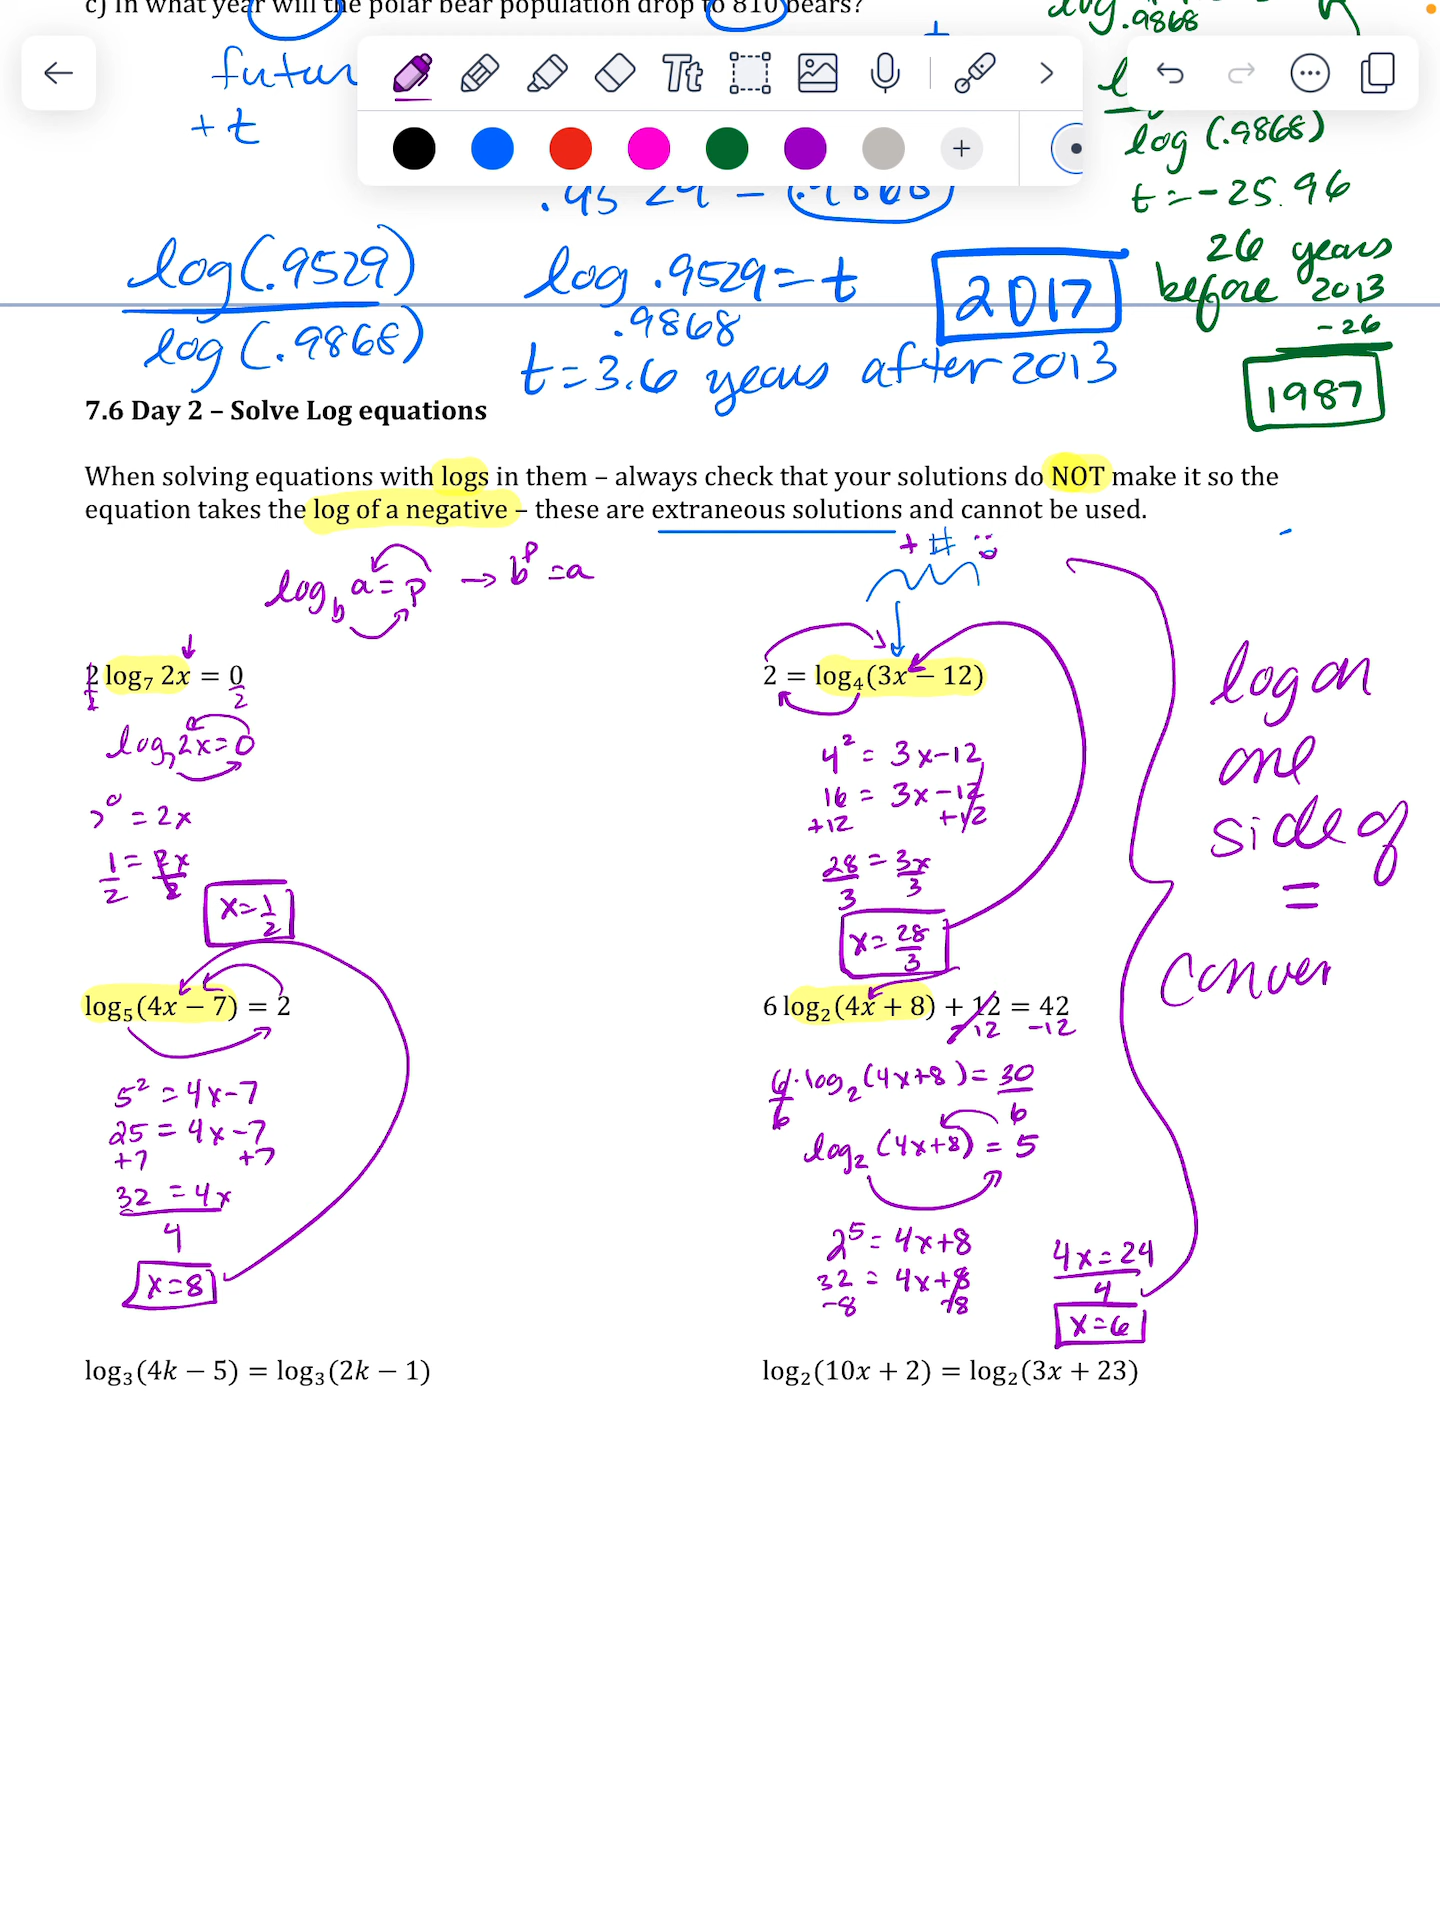 c) In what year will the polar bear population drop to 810 bears?
futur
+ t
.9868
log (.9868)
t = -25.96
26 years
before 2013
-26
1987
log(.9529)
log(.9868)
log .9529 = t
.9868
t = 3.6 years after 2013
2017
7.6 Day 2 – Solve Log equations
When solving equations with logs in them – always check that your solutions do NOT make it so the
equation takes the log of a negative – these are extraneous solutions and cannot be used.
+ #
log_b a = p → b^p = a
2 log₇ 2x = 0
2 2
log₇ 2x = 0
7^0 = 2x
1/2 = 2x/2
x = 1/2
2 = log₄(3x − 12)
4² = 3x-12
16 = 3x-12
+12 +12
28/3 = 3x/3
x = 28/3
log on
one
side of
=
conver
log₅(4x − 7) = 2
5² = 4x-7
25 = 4x-7
+7 +7
32 = 4x
4
x = 8
6 log₂(4x + 8) + 12 = 42
-12 -12
6·log₂(4x+8) = 30
6 6
log₂(4x+8) = 5
2⁵ = 4x+8
32 = 4x+8
-8 -8
4x = 24
4
x = 6
log₃(4k − 5) = log₃(2k − 1)
log₂(10x + 2) = log₂(3x + 23)